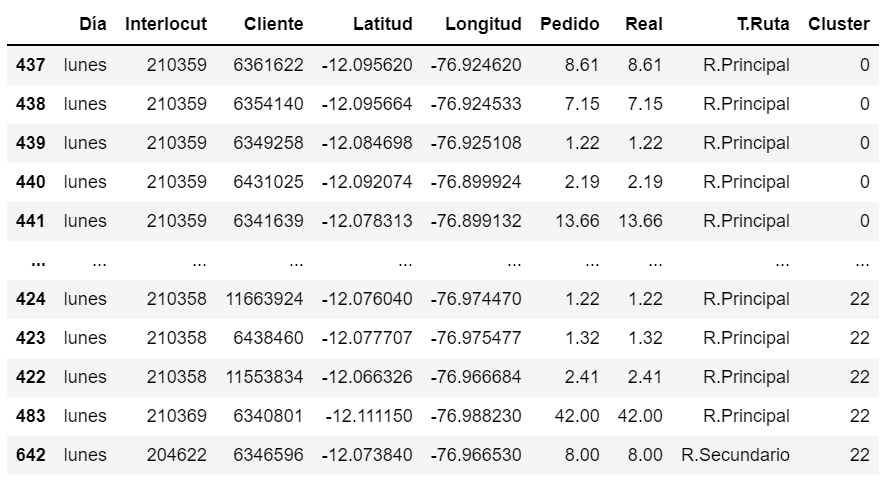 Día Interlocut Cliente Latitud Longitud Pedido Real T.Ruta Cluster
437 lunes 210359 6361622 -12.095620 -76.924620 8.61 8.61 R.Principal 0
438 lunes 210359 6354140 -12.095664 -76.924533 7.15 7.15 R.Principal 0
439 lunes 210359 6349258 -12.084698 -76.925108 1.22 1.22 R.Principal 0
440 lunes 210359 6431025 -12.092074 -76.899924 2.19 2.19 R.Principal 0
441 lunes 210359 6341639 -12.078313 -76.899132 13.66 13.66 R.Principal 0
... ... ... ... ... ... ... ... ... ...
424 lunes 210358 11663924 -12.076040 -76.974470 1.22 1.22 R.Principal 22
423 lunes 210358 6438460 -12.077707 -76.975477 1.32 1.32 R.Principal 22
422 lunes 210358 11553834 -12.066326 -76.966684 2.41 2.41 R.Principal 22
483 lunes 210369 6340801 -12.111150 -76.988230 42.00 42.00 R.Principal 22
642 lunes 204622 6346596 -12.073840 -76.966530 8.00 8.00 R.Secundario 22